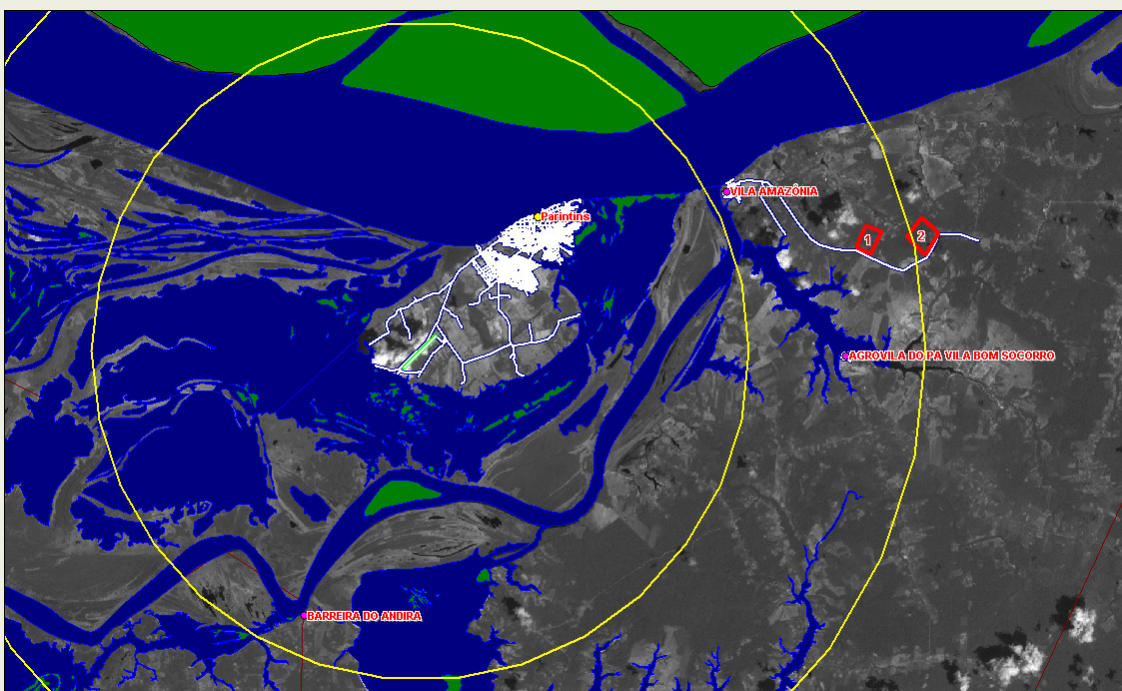 VILA AMAZÔNIA
Parintins
1
2
AGROVILA DO PA VILA BOM SOCORRO
BARREIRA DO ANDIRA